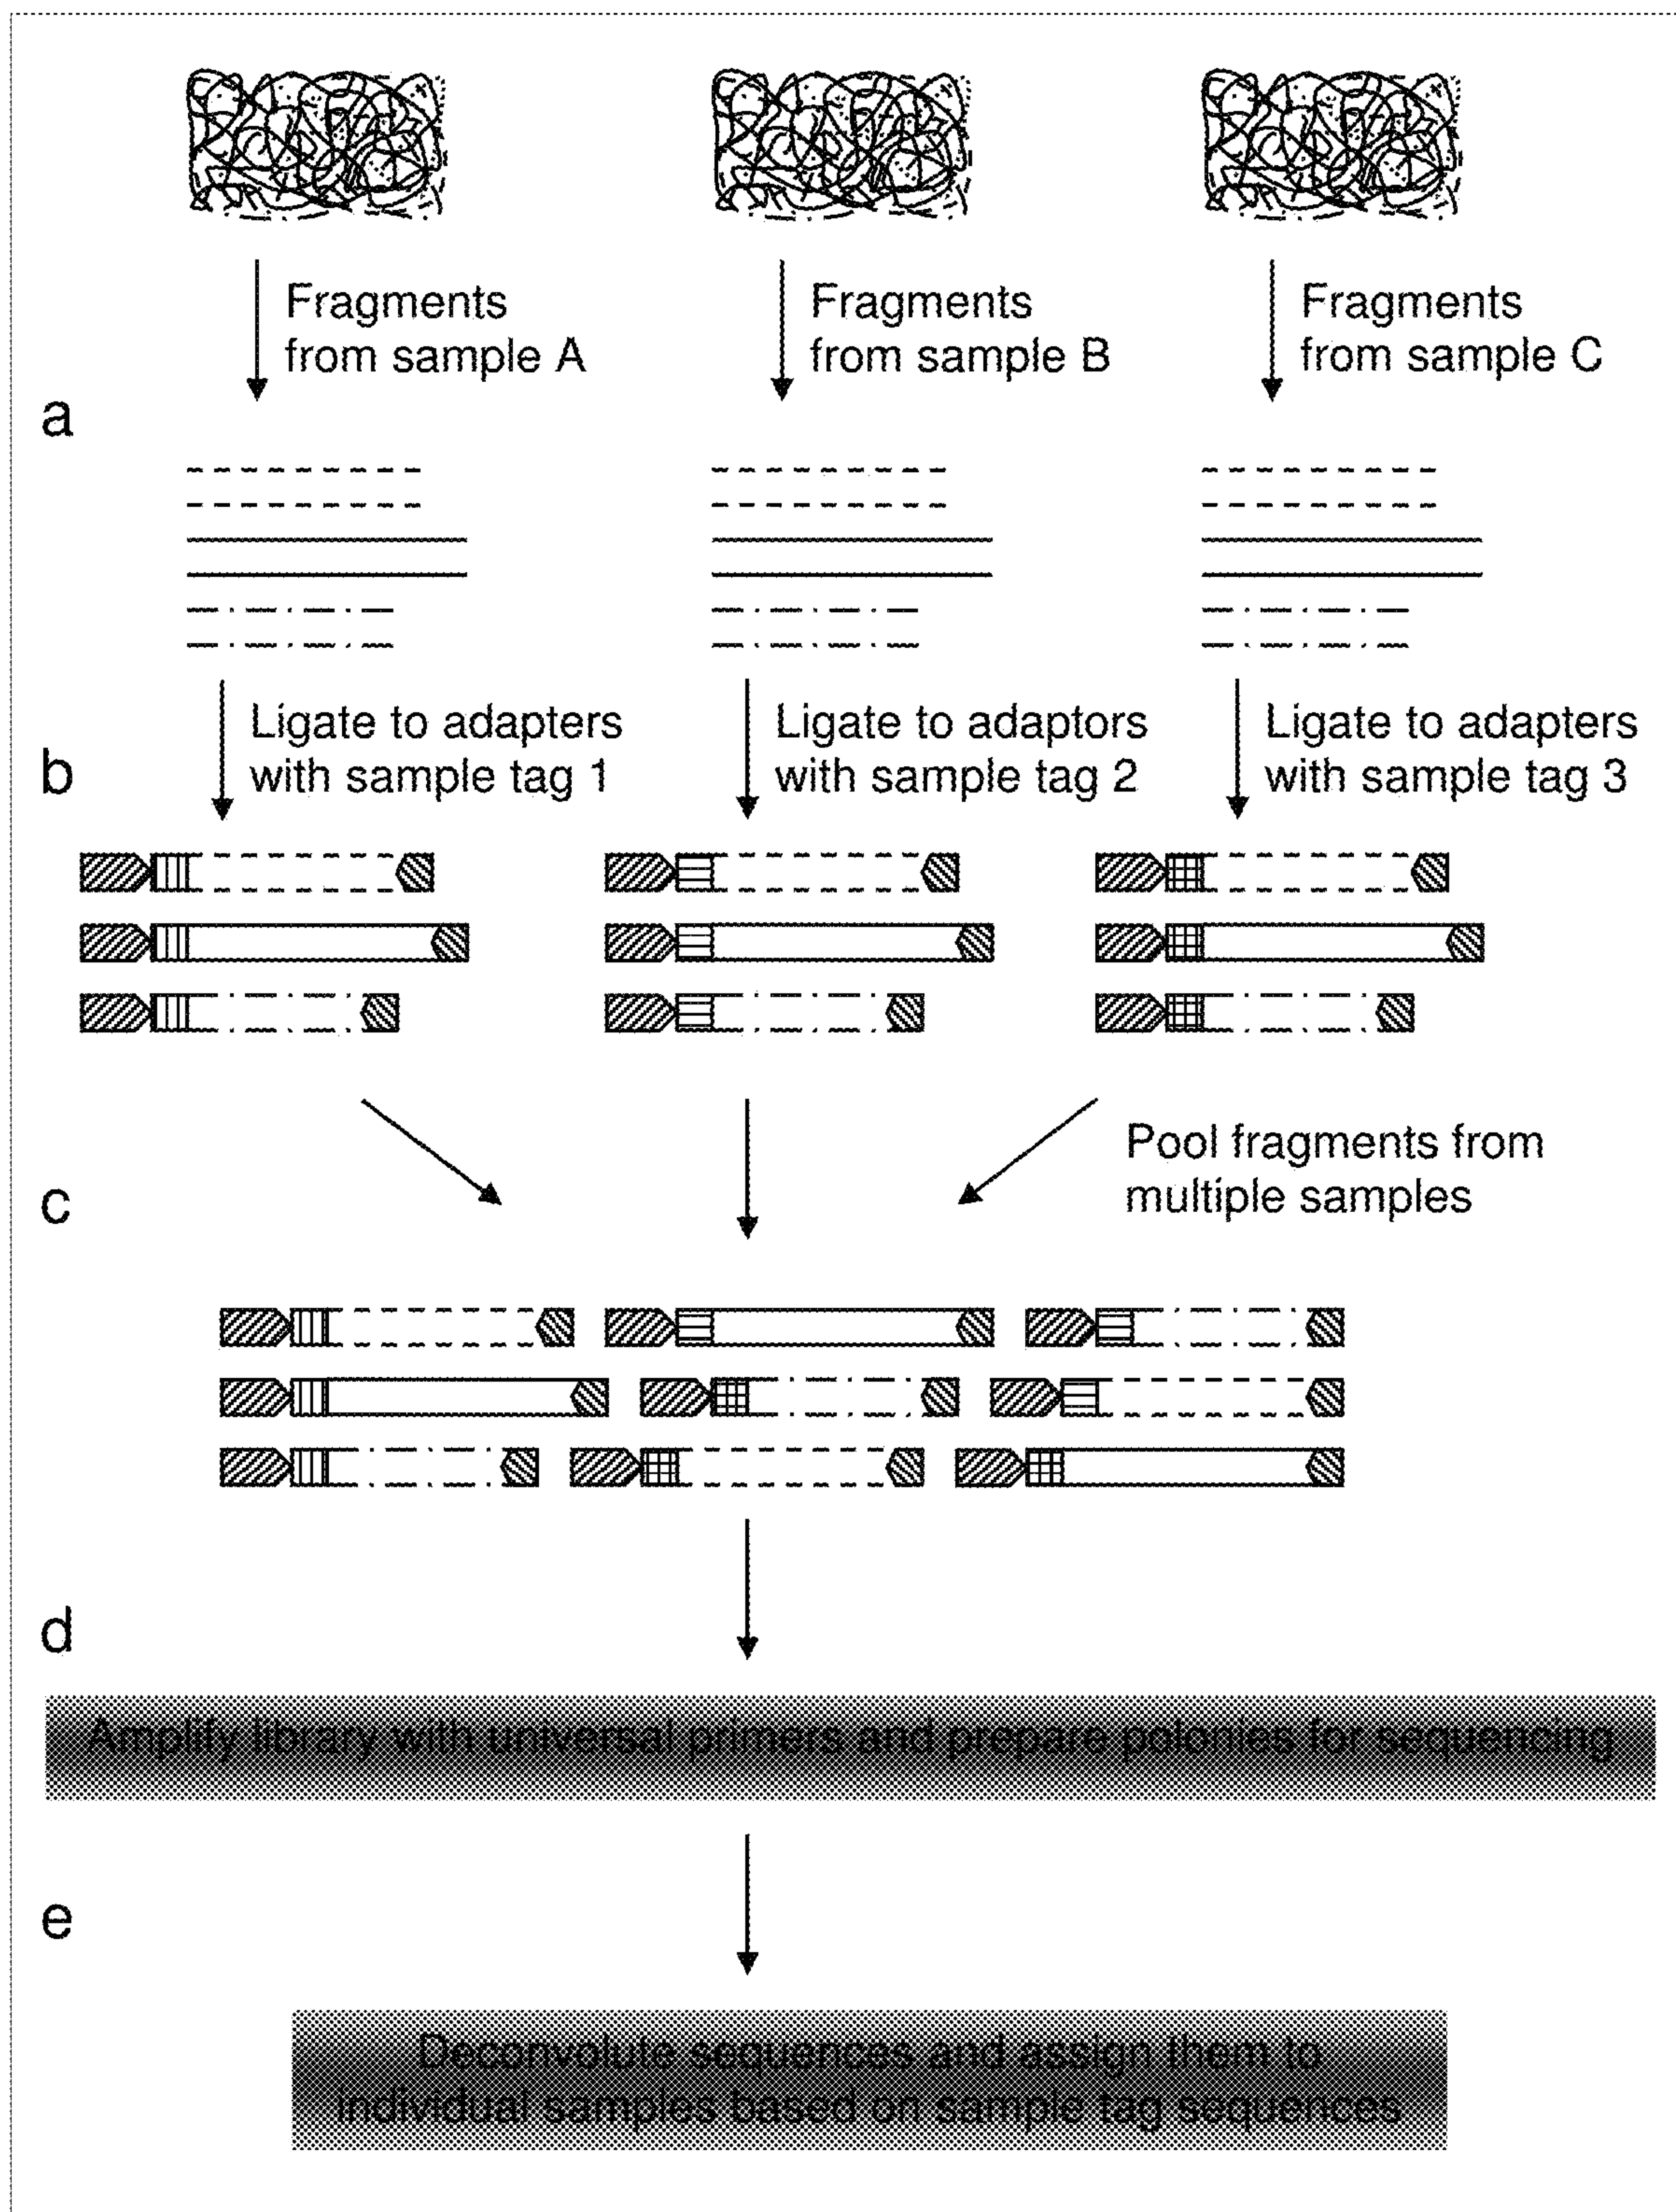 Fragments
from sample A
Fragments
from sample B
Fragments
from sample C
a
Ligate to adapters
with sample tag 1
Ligate to adaptors
with sample tag 2
Ligate to adapters
with sample tag 3
b
Pool fragments from
multiple samples
c
d
Amplify library with universal primers and prepare polonies for sequencing
e
Deconvolute sequences and assign them to
individual samples based on sample tag sequences